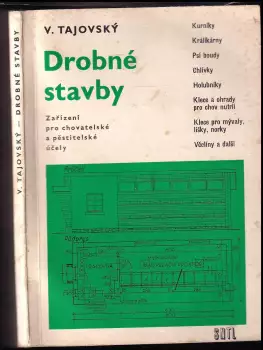 V. TAJOVSKÝ
Drobné
stavby
Zařízení
pro chovatelské
a pěstitelské
účely
Kurníky
Králíkárny
Psí boudy
Chlívky
Holubníky
Klece a ohrady
pro chov nutrií
Klece pro mývaly,
lišky, norky
Včelíny a další
V. TAJOVSKÝ – DROBNÉ STAVBY
SNTL